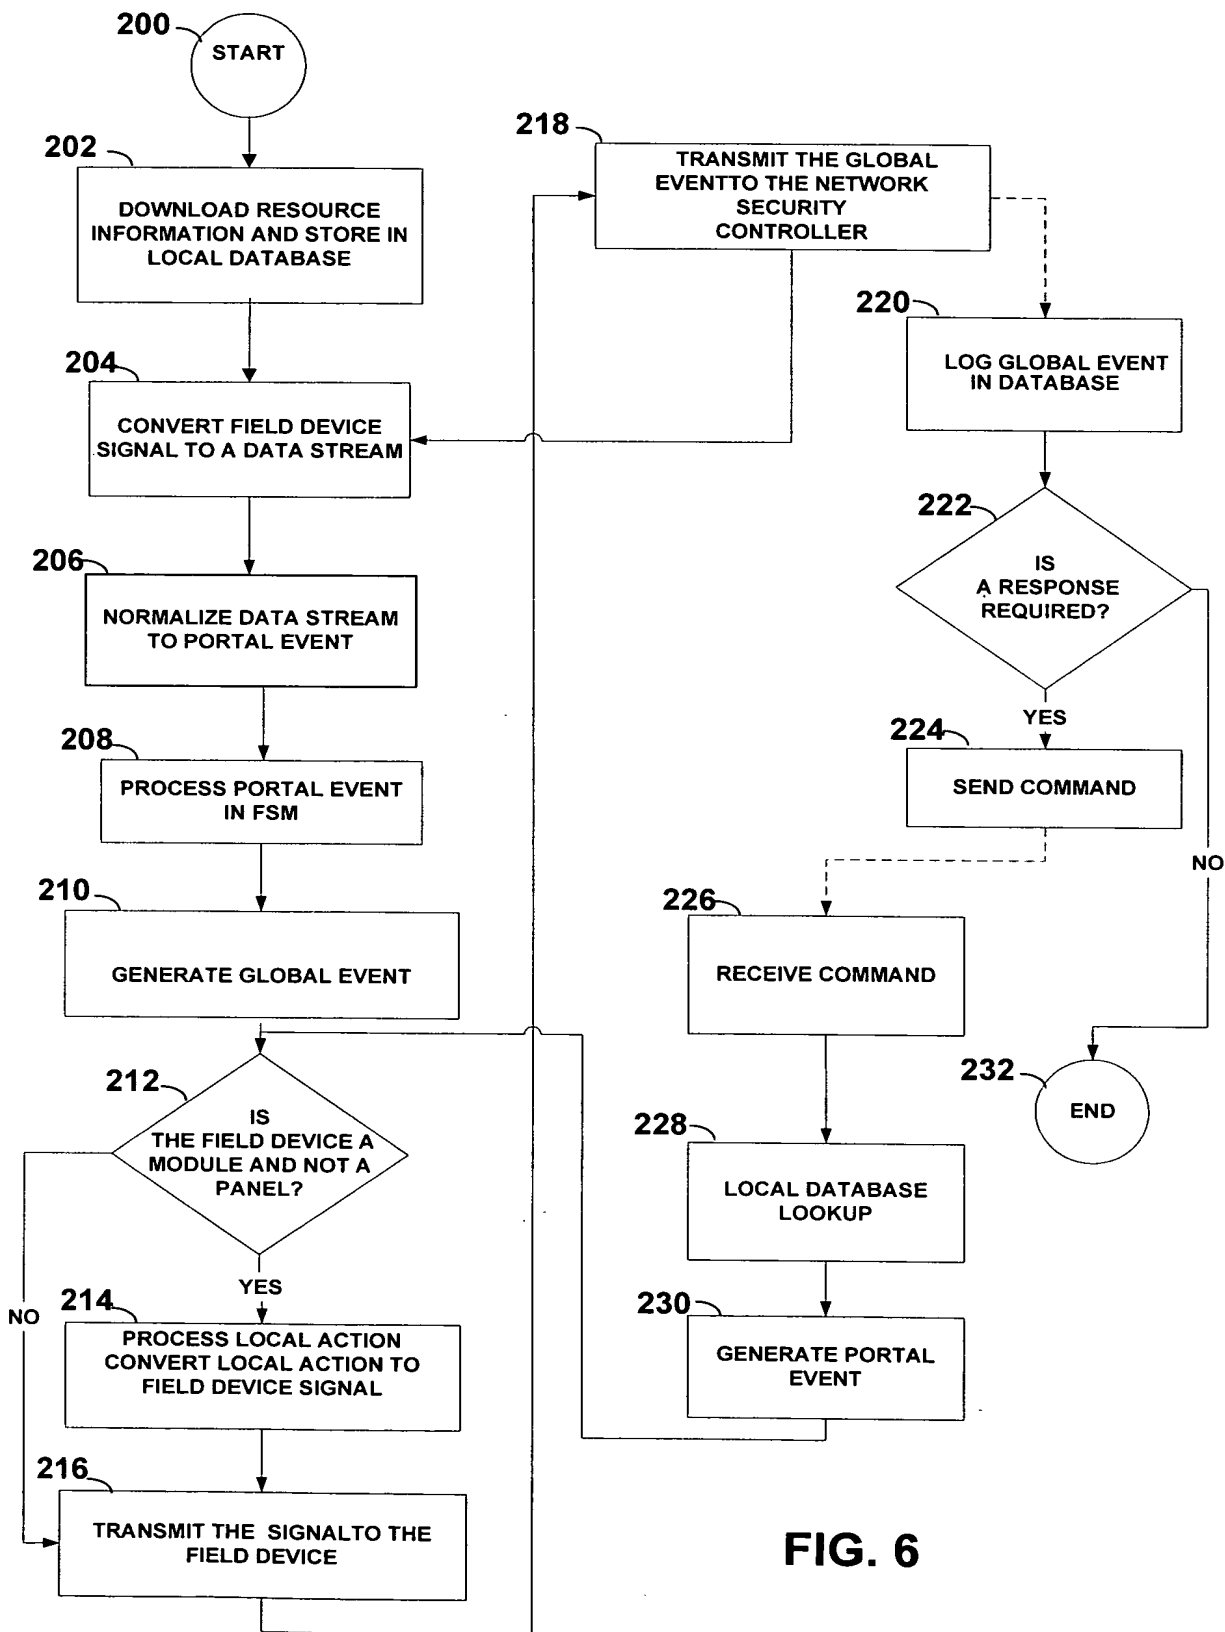 200
START
202
DOWNLOAD RESOURCE
INFORMATION AND STORE IN
LOCAL DATABASE
204
CONVERT FIELD DEVICE
SIGNAL TO A DATA STREAM
206
NORMALIZE DATA STREAM
TO PORTAL EVENT
208
PROCESS PORTAL EVENT
IN FSM
210
GENERATE GLOBAL EVENT
212
IS
THE FIELD DEVICE A
MODULE AND NOT A
PANEL?
YES
NO
214
PROCESS LOCAL ACTION
CONVERT LOCAL ACTION TO
FIELD DEVICE SIGNAL
216
TRANSMIT THE SIGNALTO THE
FIELD DEVICE
218
TRANSMIT THE GLOBAL
EVENTTO THE NETWORK
SECURITY
CONTROLLER
220
LOG GLOBAL EVENT
IN DATABASE
222
IS
A RESPONSE
REQUIRED?
YES
NO
224
SEND COMMAND
226
RECEIVE COMMAND
228
LOCAL DATABASE
LOOKUP
230
GENERATE PORTAL
EVENT
232
END
FIG. 6